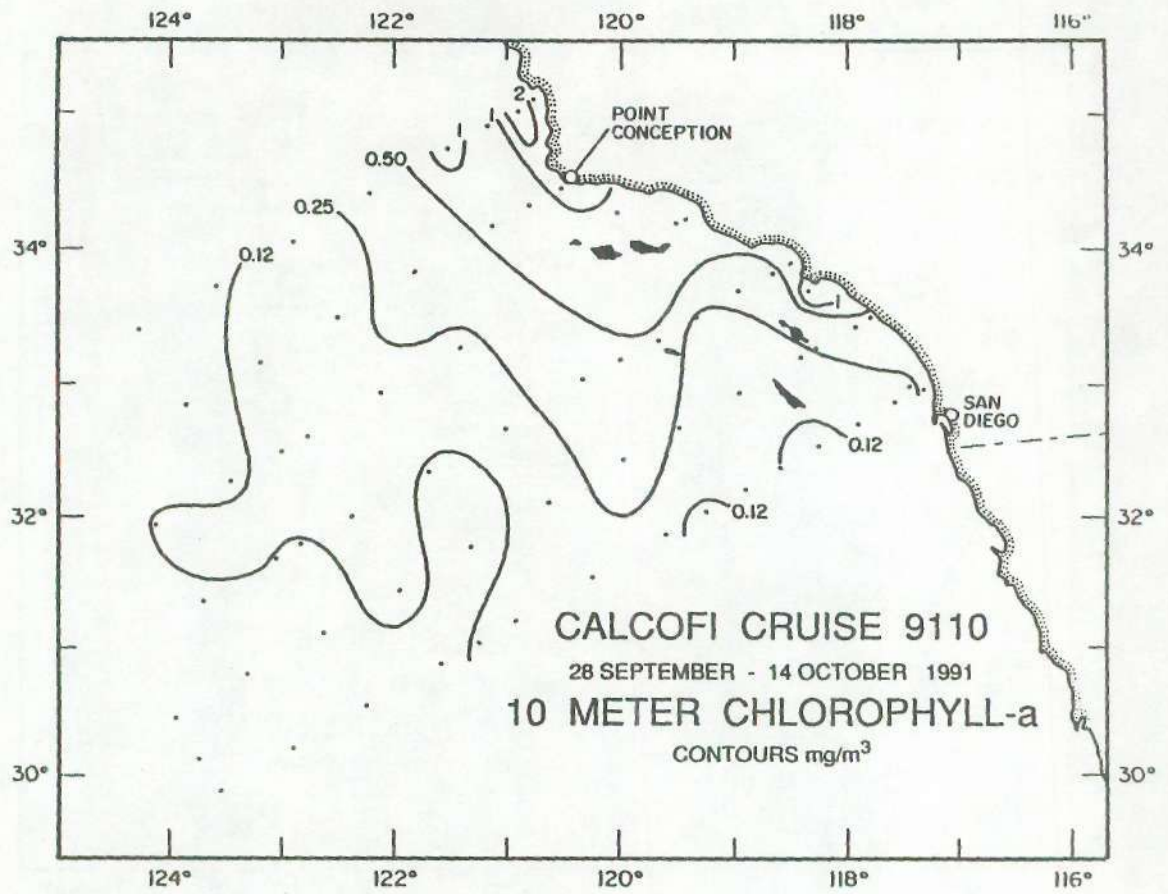 124° 122° 120° 118° 116°
2
1
1
POINT
CONCEPTION
0.50
0.25
34° 0.12 34°
1
SAN
DIEGO
0.12
0.12
32° 32°
CALCOFI CRUISE 9110
28 SEPTEMBER - 14 OCTOBER 1991
10 METER CHLOROPHYLL-a
CONTOURS mg/m³
30° 30°
124° 122° 120° 118° 116°